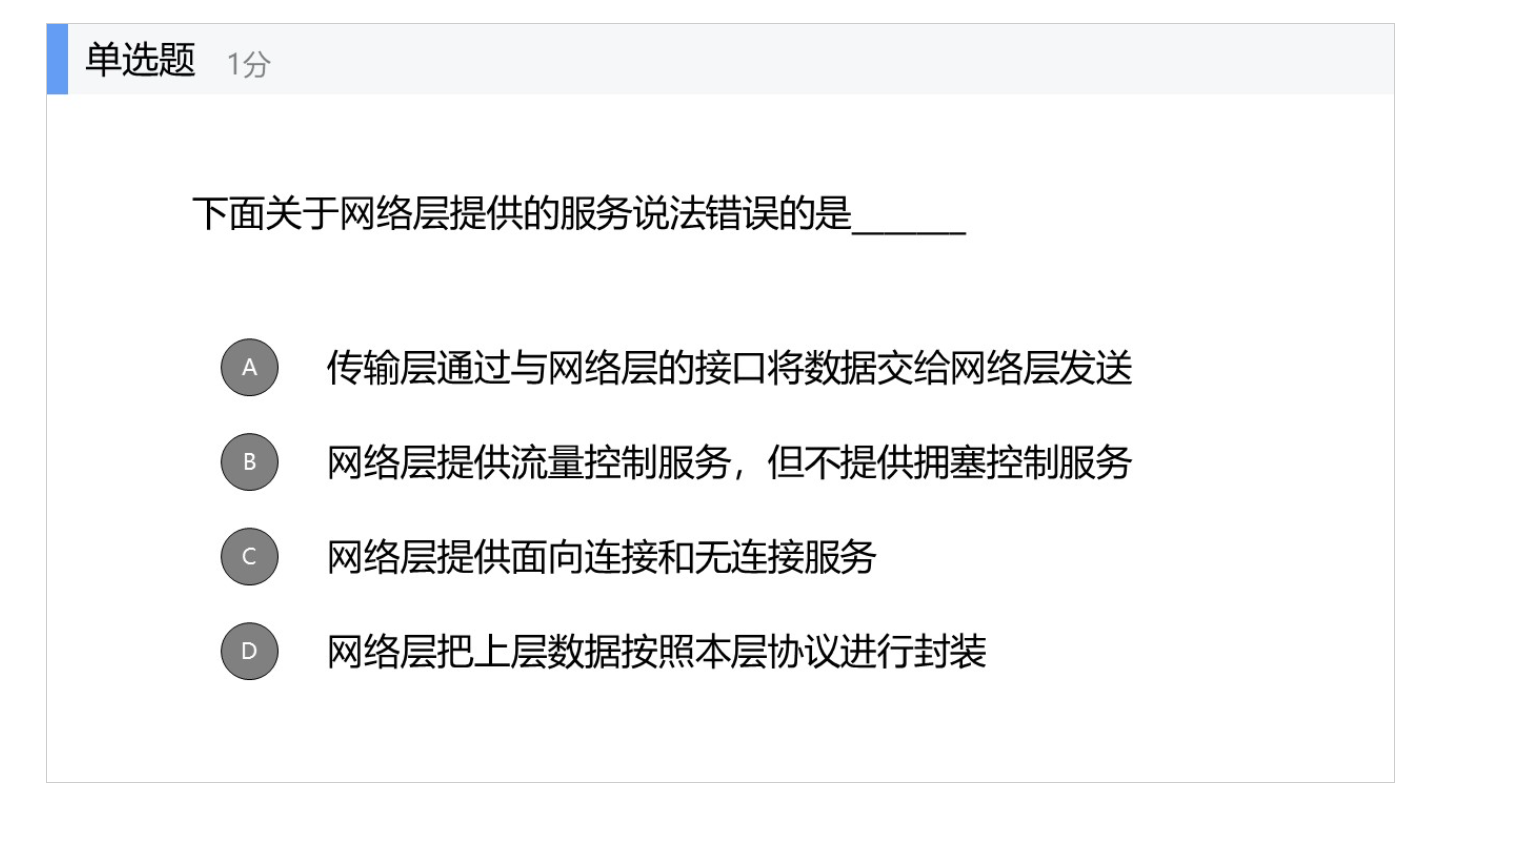 单选题 1分
下面关于网络层提供的服务说法错误的是_______
A 传输层通过与网络层的接口将数据交给网络层发送
B 网络层提供流量控制服务，但不提供拥塞控制服务
C 网络层提供面向连接和无连接服务
D 网络层把上层数据按照本层协议进行封装